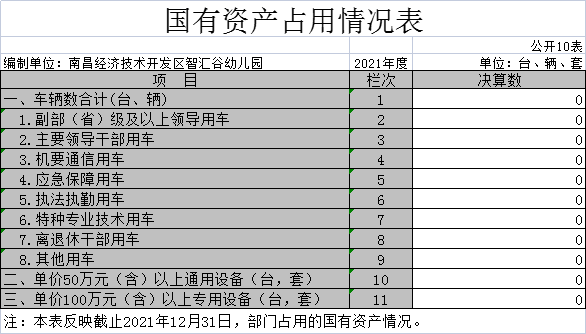 国有资产占用情况表
公开10表
编制单位：南昌经济技术开发区智汇谷幼儿园 2021年度 单位：台、辆、套
项 目 栏次 决算数
一、车辆数合计(台、辆) 1 0
1.副部（省）级及以上领导用车 2 0
2.主要领导干部用车 3 0
3.机要通信用车 4 0
4.应急保障用车 5 0
5.执法执勤用车 6 0
6.特种专业技术用车 7 0
7.离退休干部用车 8 0
8.其他用车 9 0
二、单价50万元（含）以上通用设备（台，套） 10 0
三、单价100万元（含）以上专用设备（台，套） 11 0
注：本表反映截止2021年12月31日，部门占用的国有资产情况。